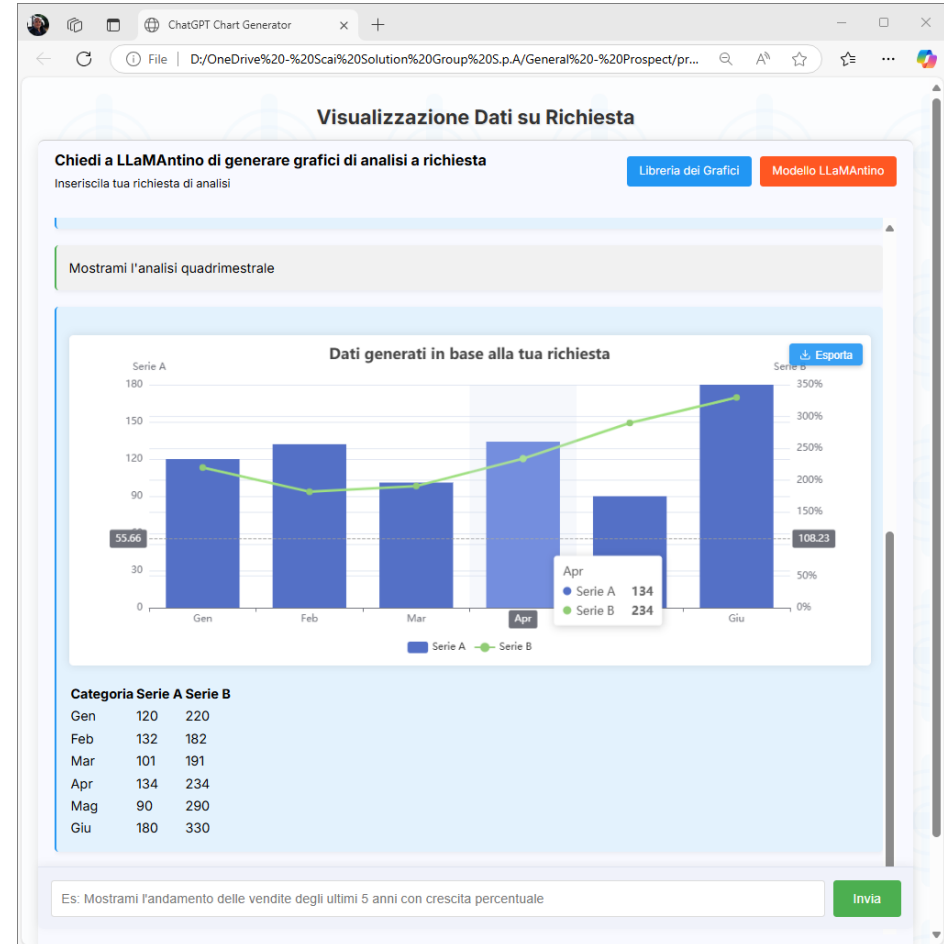 ChatGPT Chart Generator
File | D:/OneDrive%20-%20Scai%20Solution%20Group%20S.p.A/General%20-%20Prospect/pr...
Visualizzazione Dati su Richiesta
Chiedi a LLaMAntino di generare grafici di analisi a richiesta
Inseriscila tua richiesta di analisi
Libreria dei Grafici
Modello LLaMAntino
Mostrami l'analisi quadrimestrale
Dati generati in base alla tua richiesta
Esporta
Serie A
Serie B
180
150
120
90
30
0
55.66
350%
300%
250%
200%
150%
108.23
50%
0%
Apr
Serie A 134
Serie B 234
Gen Feb Mar Apr Giu
Serie A Serie B
Categoria Serie A Serie B
Gen 120 220
Feb 132 182
Mar 101 191
Apr 134 234
Mag 90 290
Giu 180 330
Es: Mostrami l'andamento delle vendite degli ultimi 5 anni con crescita percentuale
Invia